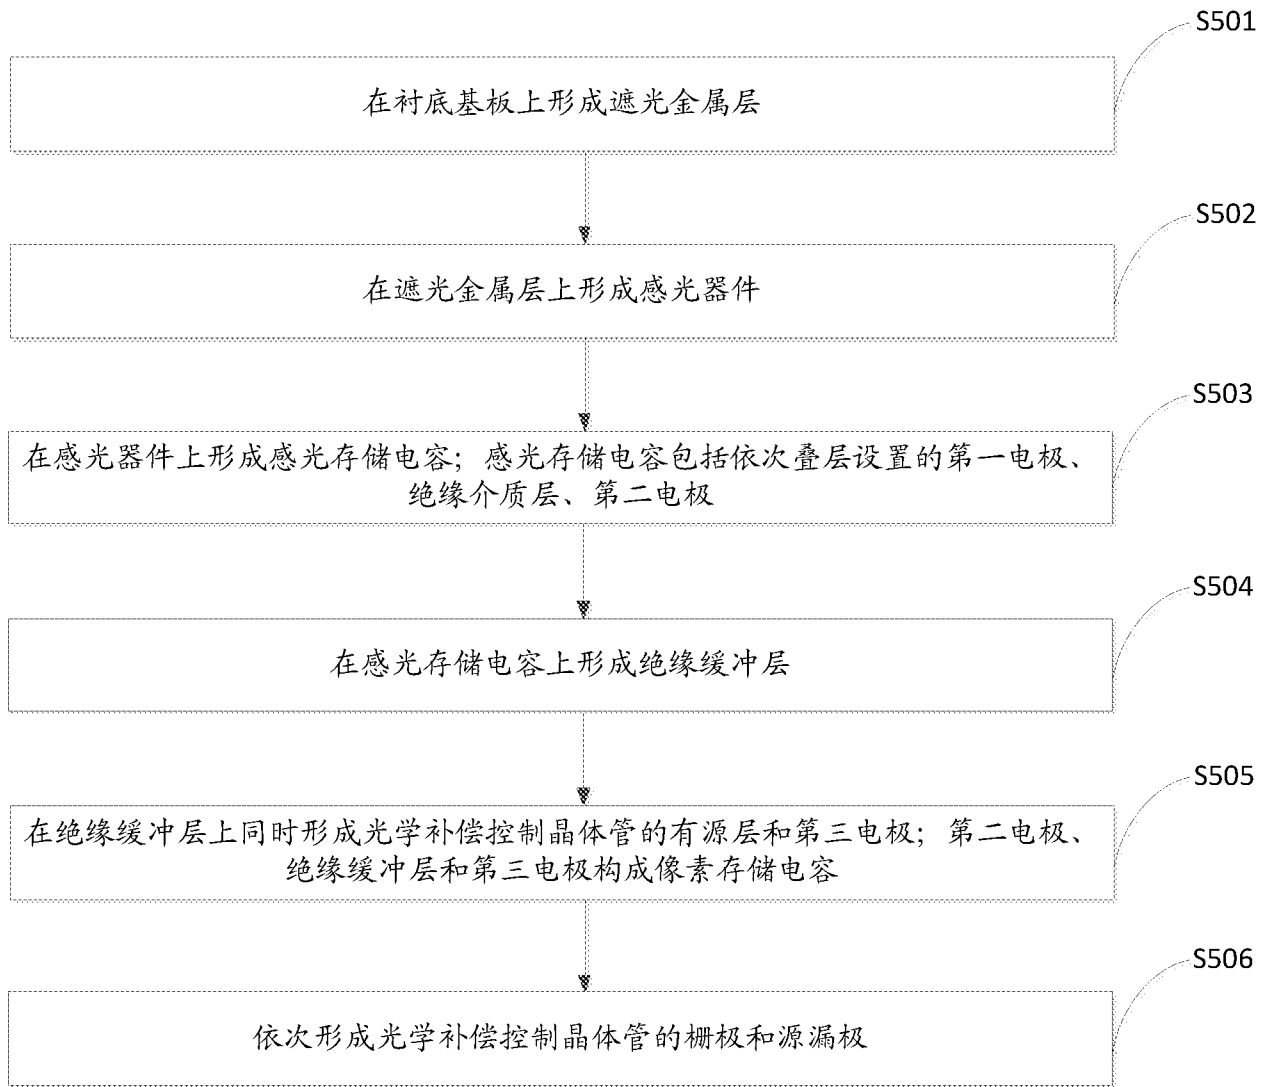 S501
在衬底基板上形成遮光金属层
S502
在遮光金属层上形成感光器件
S503
在感光器件上形成感光存储电容；感光存储电容包括依次叠层设置的第一电极、
绝缘介质层、第二电极
S504
在感光存储电容上形成绝缘缓冲层
S505
在绝缘缓冲层上同时形成光学补偿控制晶体管的有源层和第三电极；第二电极、
绝缘缓冲层和第三电极构成像素存储电容
S506
依次形成光学补偿控制晶体管的栅极和源漏极